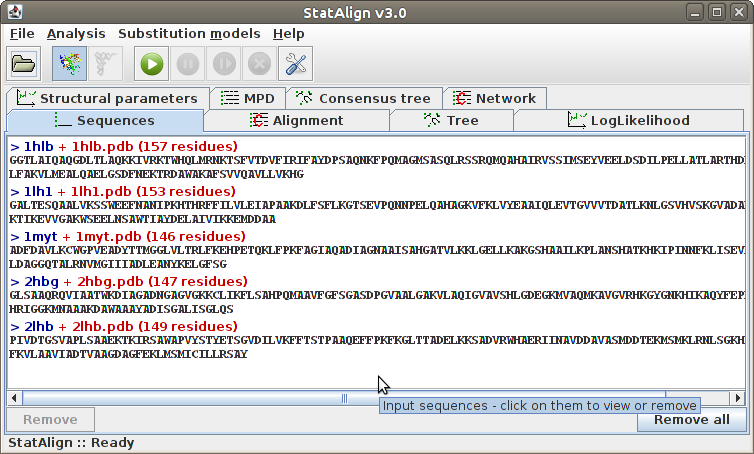 StatAlign v3.0
File Analysis Substitution models Help
Structural parameters MPD Consensus tree Network
Sequences Alignment Tree LogLikelihood
> 1hlb + 1hlb.pdb (157 residues)
GGTLAIQAQGDLTLAQKKIVRKTWHQLMRNKTSFVTDVFIRIFAYDPSAQNKFPQMAGMSASQLRSSRQMQAHAIRVSSIMSEYVEELDSDILPELLATLARTHD
LFAKVLMEALQAELGSDFNEKTRDAWAKAFSVVQAVLLVKHG
> 1lh1 + 1lh1.pdb (153 residues)
GALTESQAALVKSSWEEFNANIPKHTHRFFILVLEIAPAAKDLFSFLKGTSEVPQNNPELQAHAGKVFKLVYEAAIQLEVTGVVVTDATLKNLGSVHVSKGVADA
KTIKEVVGAKWSEELNSAWTIAYDELAIVIKKEMDDAA
> 1myt + 1myt.pdb (146 residues)
ADFDAVLKCWGPVEADYTTMGGLVLTRLFKEHPETQKLFPKFAGIAQADIAGNAAISAHGATVLKKLGELLKAKGSHAAILKPLANSHATKHKIPINNFKLISEV
LDAGGQTALRNVMGIIIADLEANYKELGFSG
> 2hbg + 2hbg.pdb (147 residues)
GLSAAQRQVIAATWKDIAGADNGAGVGKKCLIKFLSAHPQMAAVFGFSGASDPGVAALGAKVLAQIGVAVSHLGDEGKMVAQMKAVGVRHKGYGNKHIKAQYFEP
HRIGGKMNAAAKDAWAAAYADISGALISGLQS
> 2lhb + 2lhb.pdb (149 residues)
PIVDTGSVAPLSAAEKTKIRSAWAPVYSTYETSGVDILVKFFTSTPAAQEFFPKFKGLTTADELKKSADVRWHAERIINAVDDAVASMDDTEKMSMKLRNLSGKH
FKVLAAVIADTVAAGDAGFEKLMSMICILLRSAY
Input sequences - click on them to view or remove
Remove Remove all
StatAlign :: Ready